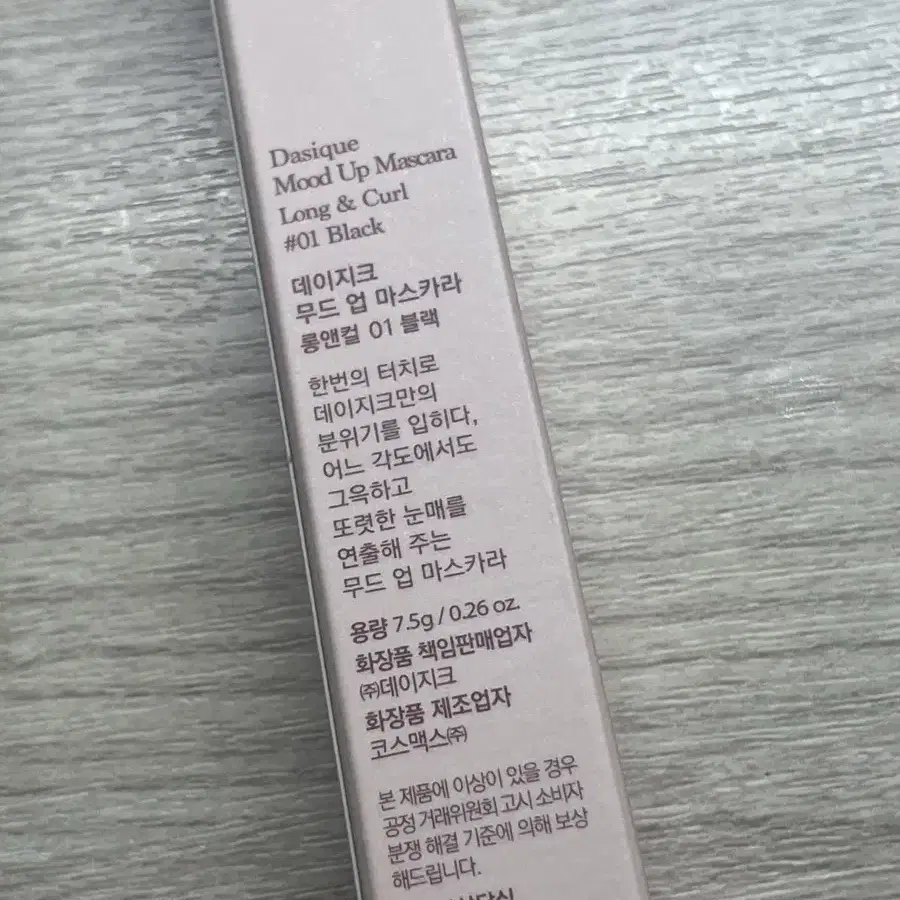 Dasique
Mood Up Mascara
Long & Curl
#01 Black
데이지크
무드 업 마스카라
롱앤컬 01 블랙
한번의 터치로
데이지크만의
분위기를 입히다,
어느 각도에서도
그윽하고
또렷한 눈매를
연출해 주는
무드 업 마스카라
용량 7.5g / 0.26 oz.
화장품 책임판매업자
㈜데이지크
화장품 제조업자
코스맥스㈜
본 제품에 이상이 있을 경우
공정 거래위원회 고시 소비자
분쟁 해결 기준에 의해 보상
해드립니다.